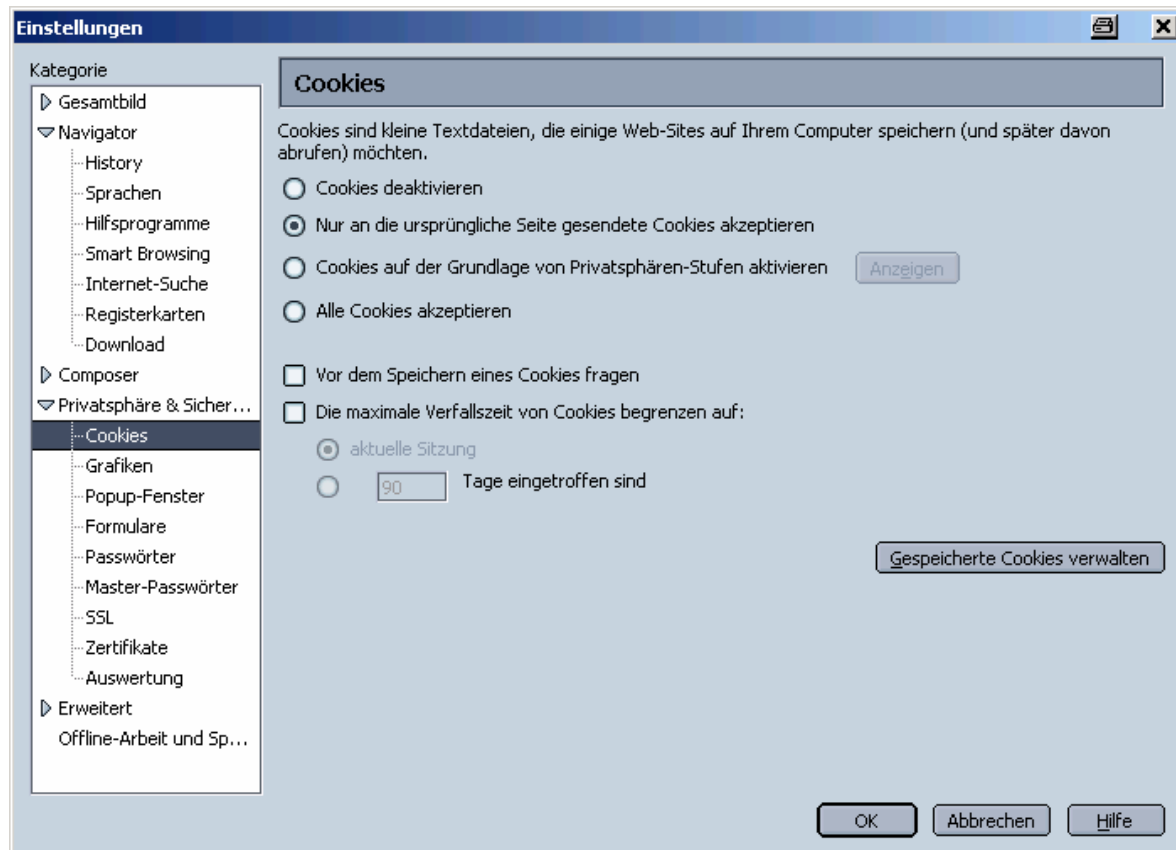 Einstellungen
Kategorie
Gesamtbild
Navigator
History
Sprachen
Hilfsprogramme
Smart Browsing
Internet-Suche
Registerkarten
Download
Composer
Privatsphäre & Sicher...
Cookies
Grafiken
Popup-Fenster
Formulare
Passwörter
Master-Passwörter
SSL
Zertifikate
Auswertung
Erweitert
Offline-Arbeit und Sp...
Cookies
Cookies sind kleine Textdateien, die einige Web-Sites auf Ihrem Computer speichern (und später davon
abrufen) möchten.
Cookies deaktivieren
Nur an die ursprüngliche Seite gesendete Cookies akzeptieren
Cookies auf der Grundlage von Privatsphären-Stufen aktivieren Anzeigen
Alle Cookies akzeptieren
Vor dem Speichern eines Cookies fragen
Die maximale Verfallszeit von Cookies begrenzen auf:
aktuelle Sitzung
90 Tage eingetroffen sind
Gespeicherte Cookies verwalten
OK Abbrechen Hilfe